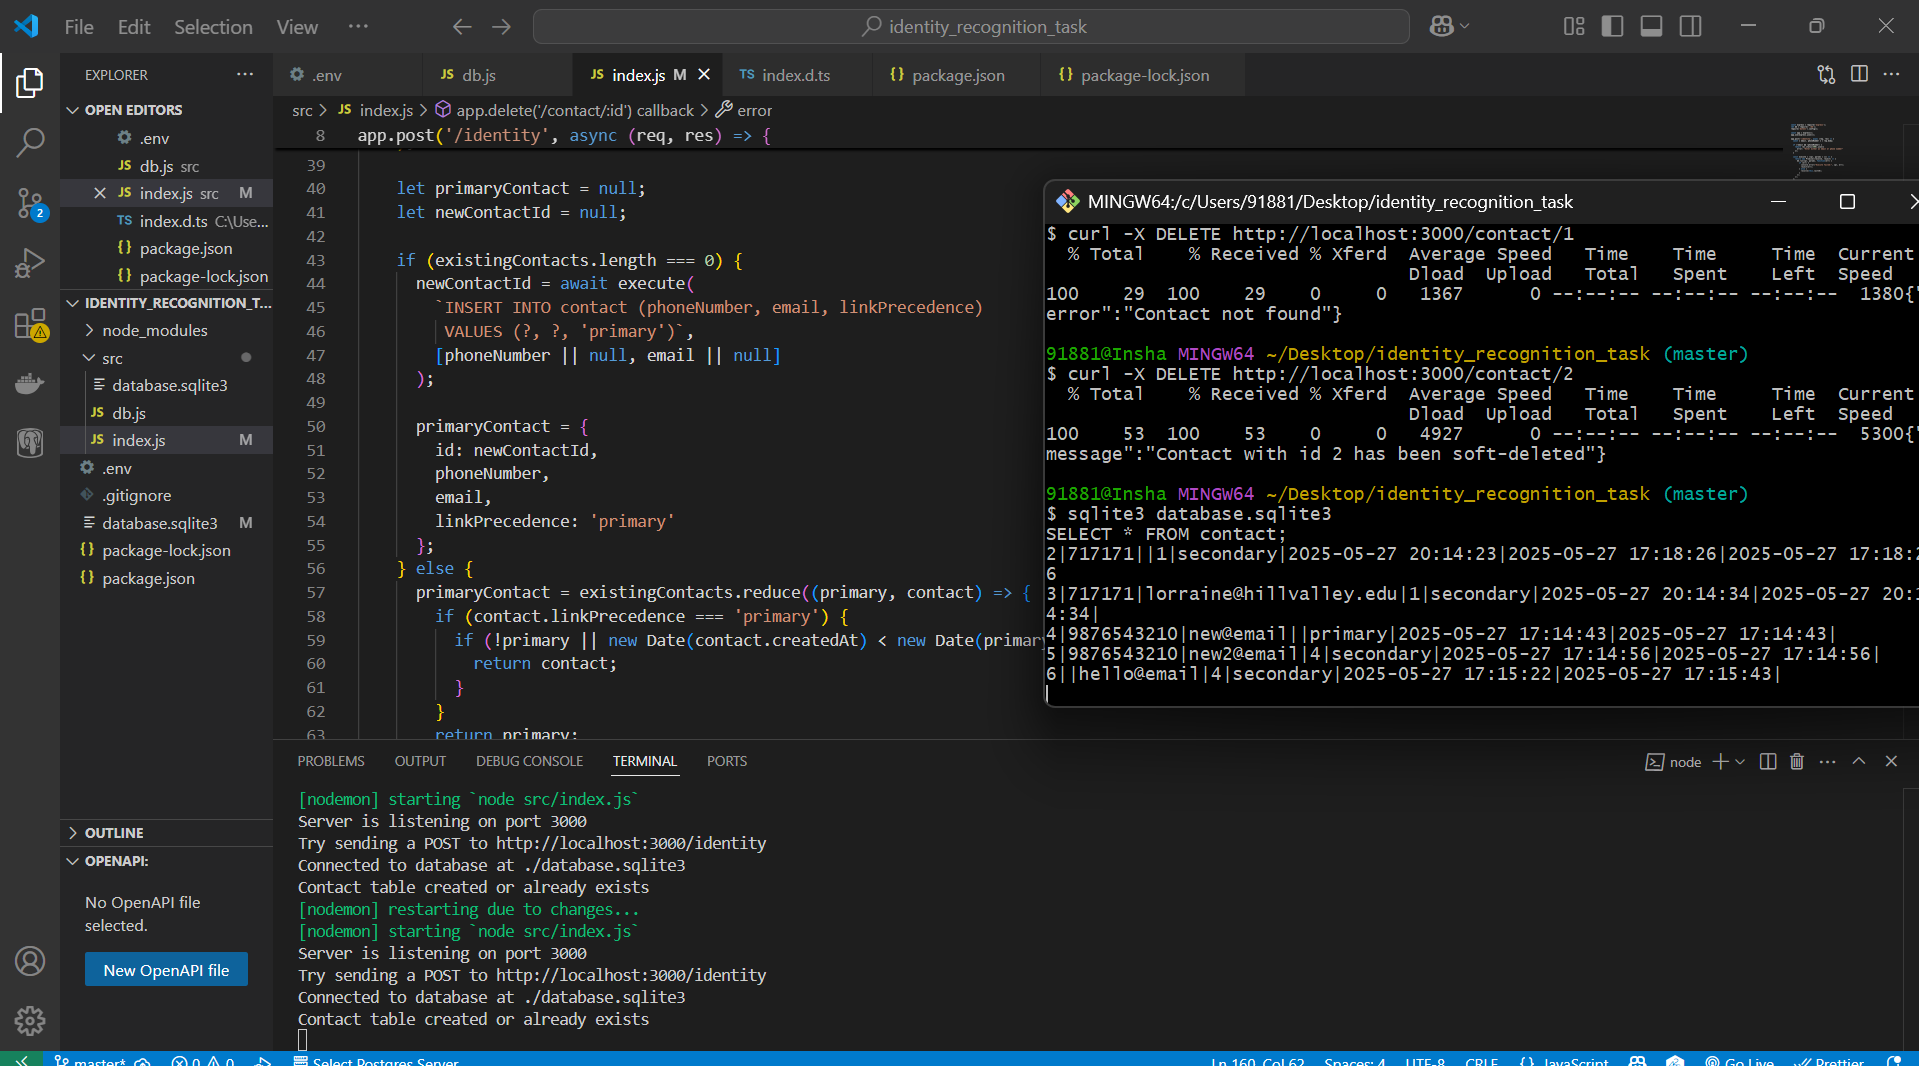 File Edit Selection View ··· identity_recognition_task
EXPLORER ···
OPEN EDITORS
.env
JS db.js src
JS index.js src M
TS index.d.ts C:\Use...
{} package.json
{} package-lock.json
IDENTITY_RECOGNITION_T...
node_modules
src
database.sqlite3
JS db.js
JS index.js M
.env
.gitignore
database.sqlite3 M
{} package-lock.json
{} package.json
OUTLINE
OPENAPI:
No OpenAPI file
selected.
New OpenAPI file
2
.env JS db.js JS index.js M TS index.d.ts {} package.json {} package-lock.json
src > JS index.js > app.delete('/contact/:id') callback > error
8 app.post('/identity', async (req, res) => {
39
40 let primaryContact = null;
41 let newContactId = null;
42
43 if (existingContacts.length === 0) {
44 newContactId = await execute(
45 `INSERT INTO contact (phoneNumber, email, linkPrecedence)
46 VALUES (?, ?, 'primary')`,
47 [phoneNumber || null, email || null]
48 );
49
50 primaryContact = {
51 id: newContactId,
52 phoneNumber,
53 email,
54 linkPrecedence: 'primary'
55 };
56 } else {
57 primaryContact = existingContacts.reduce((primary, contact) => {
58 if (contact.linkPrecedence === 'primary') {
59 if (!primary || new Date(contact.createdAt) < new Date(primary
60 return contact;
61 }
62 }
63 return primary;
MINGW64:/c/Users/91881/Desktop/identity_recognition_task
$ curl -X DELETE http://localhost:3000/contact/1
% Total % Received % Xferd Average Speed Time Time Time Current
Dload Upload Total Spent Left Speed
100 29 100 29 0 0 1367 0 --:--:-- --:--:-- --:--:-- 1380{"
error":"Contact not found"}
91881@Insha MINGW64 ~/Desktop/identity_recognition_task (master)
$ curl -X DELETE http://localhost:3000/contact/2
% Total % Received % Xferd Average Speed Time Time Time Current
Dload Upload Total Spent Left Speed
100 53 100 53 0 0 4927 0 --:--:-- --:--:-- --:--:-- 5300{"
message":"Contact with id 2 has been soft-deleted"}
91881@Insha MINGW64 ~/Desktop/identity_recognition_task (master)
$ sqlite3 database.sqlite3
SELECT * FROM contact;
2|717171||1|secondary|2025-05-27 20:14:23|2025-05-27 17:18:26|2025-05-27 17:18:2
6
3|717171|lorraine@hillvalley.edu|1|secondary|2025-05-27 20:14:34|2025-05-27 20:1
4:34|
4|9876543210|new@email||primary|2025-05-27 17:14:43|2025-05-27 17:14:43|
5|9876543210|new2@email|4|secondary|2025-05-27 17:14:56|2025-05-27 17:14:56|
6||hello@email|4|secondary|2025-05-27 17:15:22|2025-05-27 17:15:43|
PROBLEMS OUTPUT DEBUG CONSOLE TERMINAL PORTS node
[nodemon] starting `node src/index.js`
Server is listening on port 3000
Try sending a POST to http://localhost:3000/identity
Connected to database at ./database.sqlite3
Contact table created or already exists
[nodemon] restarting due to changes...
[nodemon] starting `node src/index.js`
Server is listening on port 3000
Try sending a POST to http://localhost:3000/identity
Connected to database at ./database.sqlite3
Contact table created or already exists
master* 0 0 Select Postgres Server Ln 160, Col 62 Spaces: 4 UTF-8 CRLF {} JavaScript Go Live Prettier